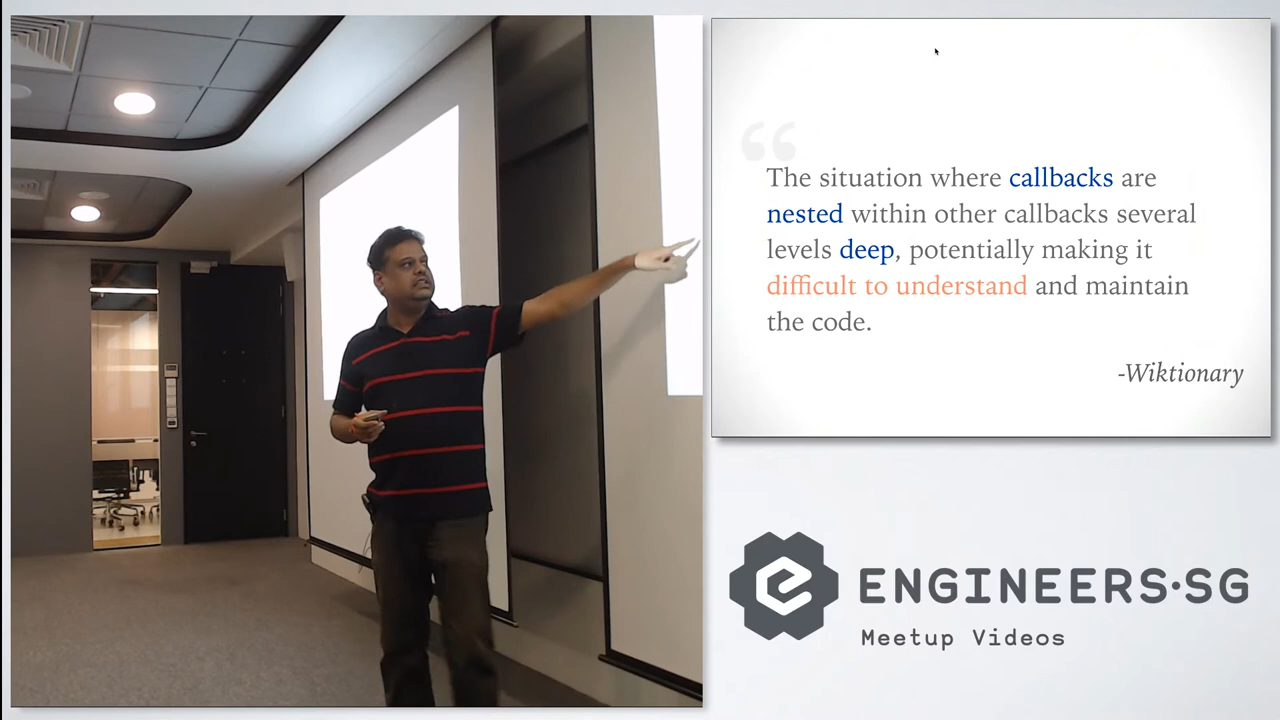 “
The situation where callbacks are
nested within other callbacks several
levels deep, potentially making it
difficult to understand and maintain
the code.
-Wiktionary
ENGINEERS·SG
Meetup Videos